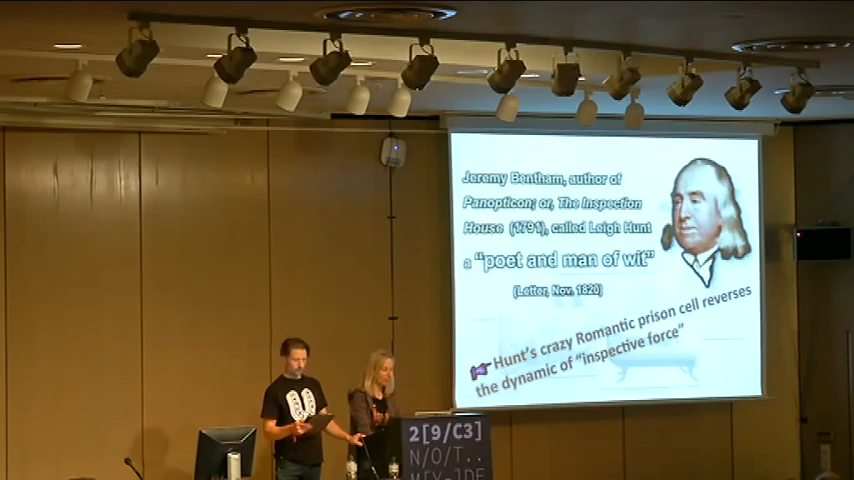 Jeremy Bentham, author of
Panopticon; or, The Inspection
House (1791), called Leigh Hunt
a “poet and man of wit”
(Letter, Nov. 1820)
Hunt's crazy Romantic prison cell reverses
the dynamic of “inspective force”
2[9/C3]
N/O/T..